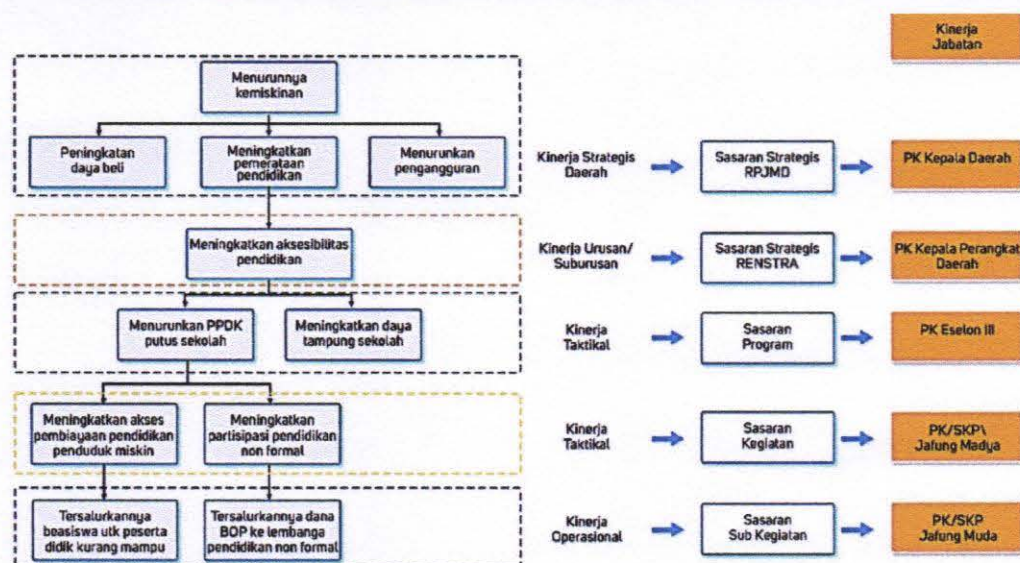 Kinerja
Jabatan
Menurunnya
kemiskinan
Peningkatan
daya beli
Meningkatkan
pemerataan
pendidikan
Menurunkan
pengangguran
Kinerja Strategis
Daerah
Sasaran Strategis
RPJMD
PK Kepala Daerah
Meningkatkan aksesibilitas
pendidikan
Kinerja Urusan/
Suburusan
Sasaran Strategis
RENSTRA
PK Kepala Perangkat
Daerah
Menurunkan PPDK
putus sekolah
Meningkatkan daya
tampung sekolah
Kinerja
Taktikal
Sasaran
Program
PK Eselon III
Meningkatkan akses
pembiayaan pendidikan
penduduk miskin
Meningkatkan
partisipasi pendidikan
non formal
Kinerja
Taktikal
Sasaran
Kegiatan
PK/SKP\
Jafung Madya
Tersalurkannya
beasiswa utk peserta
didik kurang mampu
Tersalurkannya dana
BOP ke lembanga
pendidikan non formal
Kinerja
Operasional
Sasaran
Sub Kegiatan
PK/SKP
Jafung Muda